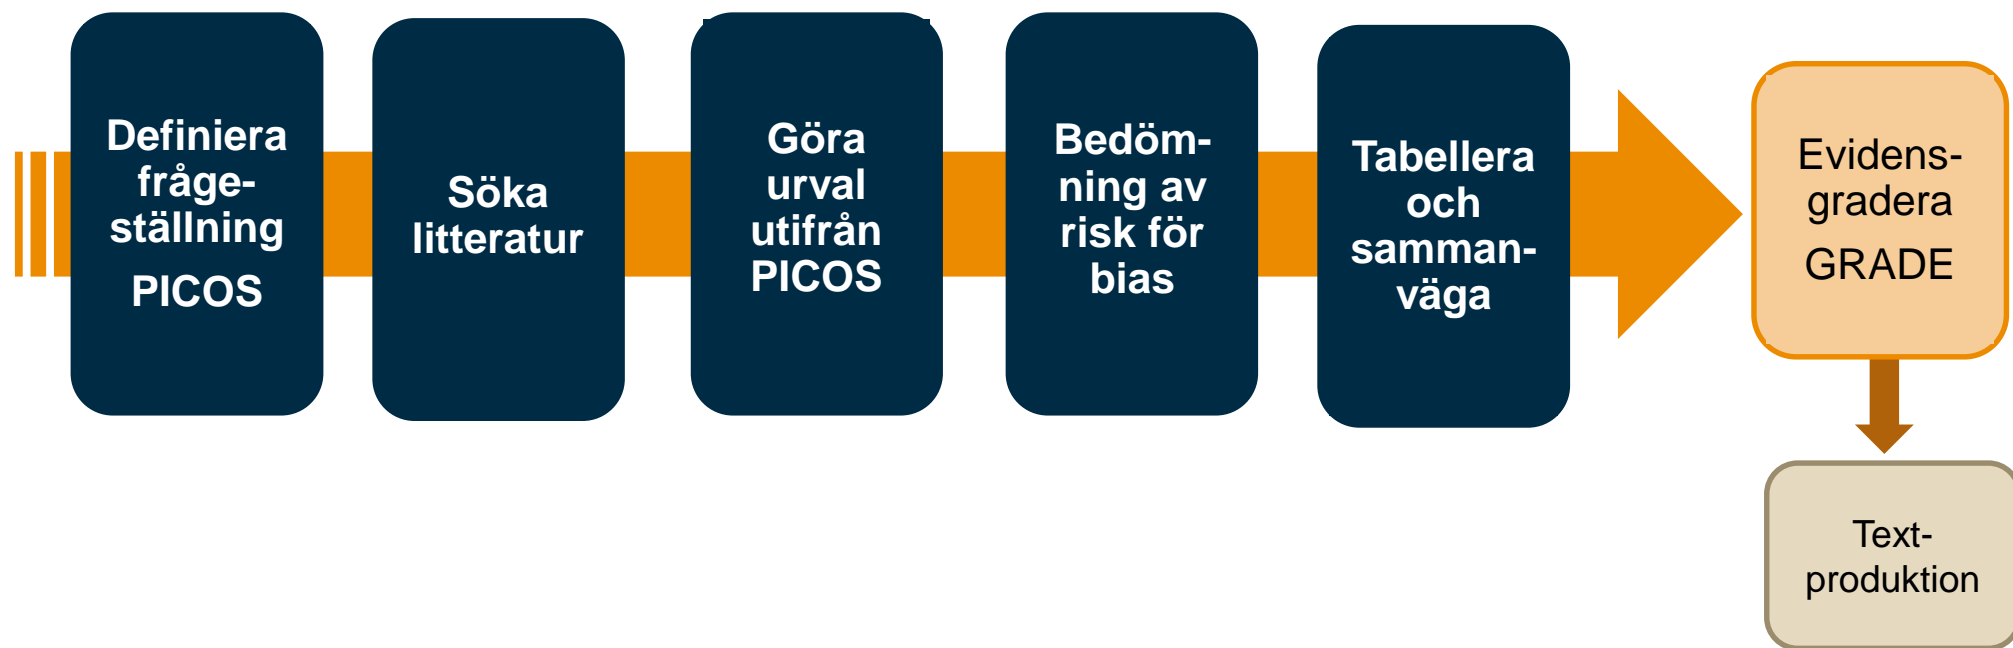 Definiera
fråge-
ställning
PICOS
Söka
litteratur
Göra
urval
utifrån
PICOS
Bedöm-
ning av
risk för
bias
Tabellera
och
samman-
väga
Evidens-
gradera
GRADE
Text-
produktion